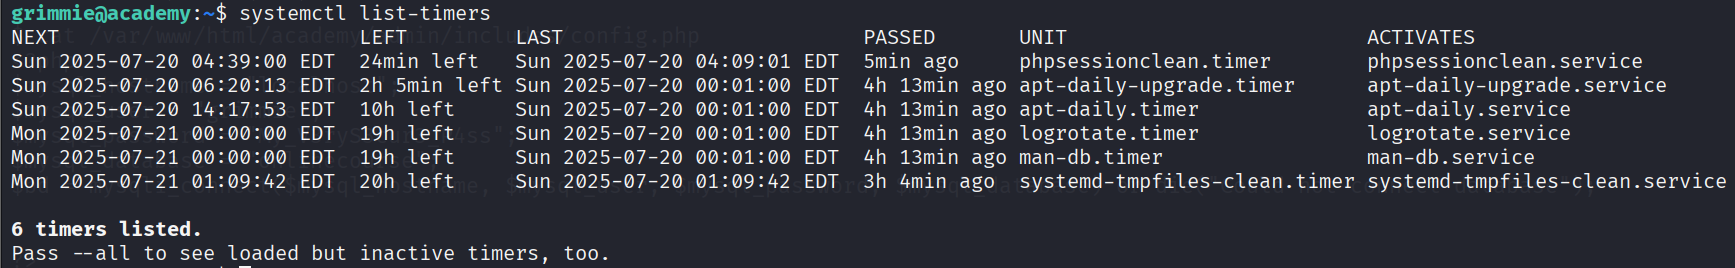 grimmie@academy:~$ systemctl list-timers
NEXT LEFT LAST PASSED UNIT ACTIVATES
Sun 2025-07-20 04:39:00 EDT 24min left Sun 2025-07-20 04:09:01 EDT 5min ago phpsessionclean.timer phpsessionclean.service
Sun 2025-07-20 06:20:13 EDT 2h 5min left Sun 2025-07-20 00:01:00 EDT 4h 13min ago apt-daily-upgrade.timer apt-daily-upgrade.service
Sun 2025-07-20 14:17:53 EDT 10h left Sun 2025-07-20 00:01:00 EDT 4h 13min ago apt-daily.timer apt-daily.service
Mon 2025-07-21 00:00:00 EDT 19h left Sun 2025-07-20 00:01:00 EDT 4h 13min ago logrotate.timer logrotate.service
Mon 2025-07-21 00:00:00 EDT 19h left Sun 2025-07-20 00:01:00 EDT 4h 13min ago man-db.timer man-db.service
Mon 2025-07-21 01:09:42 EDT 20h left Sun 2025-07-20 01:09:42 EDT 3h 4min ago systemd-tmpfiles-clean.timer systemd-tmpfiles-clean.service
6 timers listed.
Pass --all to see loaded but inactive timers, too.